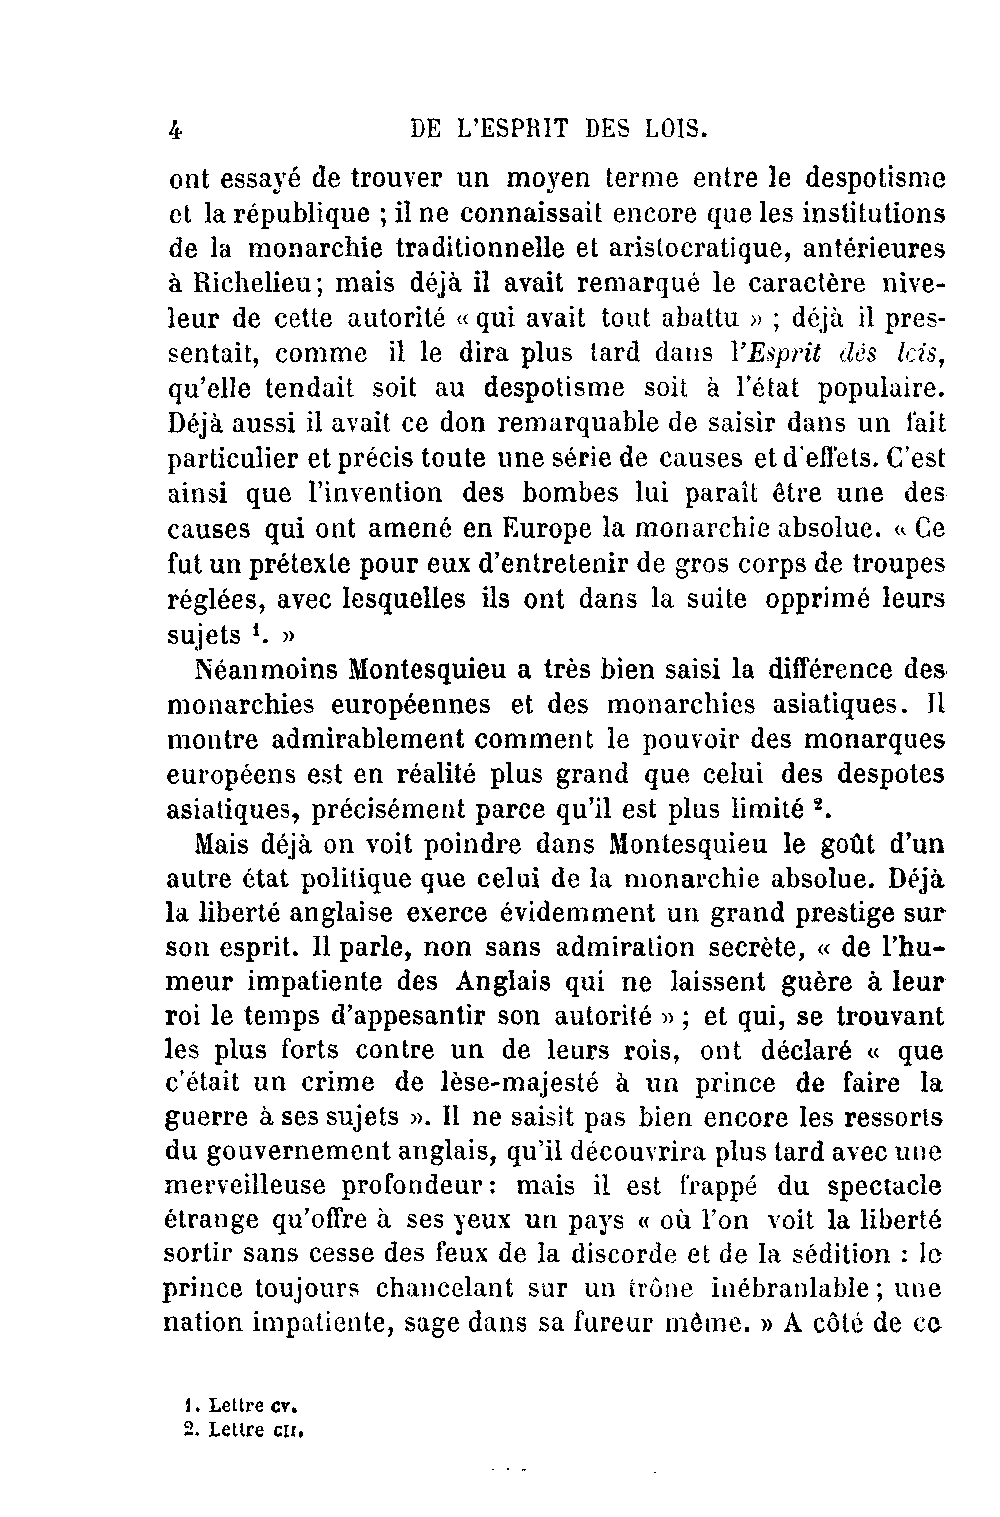 4 DE L'ESPRIT DES LOIS.
ont essayé de trouver un moyen terme entre le despotisme
et la république ; il ne connaissait encore que les institutions
de la monarchie traditionnelle et aristocratique, antérieures
à Richelieu; mais déjà il avait remarqué le caractère nive-
leur de cette autorité « qui avait tout abattu » ; déjà il pres-
sentait, comme il le dira plus tard dans l'Esprit des lois,
qu'elle tendait soit au despotisme soit à l'état populaire.
Déjà aussi il avait ce don remarquable de saisir dans un fait
particulier et précis toute une série de causes et d'effets. C'est
ainsi que l'invention des bombes lui paraît être une des
causes qui ont amené en Europe la monarchie absolue. « Ce
fut un prétexte pour eux d'entretenir de gros corps de troupes
réglées, avec lesquelles ils ont dans la suite opprimé leurs
sujets ¹. »
Néanmoins Montesquieu a très bien saisi la différence des
monarchies européennes et des monarchies asiatiques. Il
montre admirablement comment le pouvoir des monarques
européens est en réalité plus grand que celui des despotes
asiatiques, précisément parce qu'il est plus limité ².
Mais déjà on voit poindre dans Montesquieu le goût d'un
autre état politique que celui de la monarchie absolue. Déjà
la liberté anglaise exerce évidemment un grand prestige sur
son esprit. Il parle, non sans admiration secrète, « de l'hu-
meur impatiente des Anglais qui ne laissent guère à leur
roi le temps d'appesantir son autorité » ; et qui, se trouvant
les plus forts contre un de leurs rois, ont déclaré « que
c'était un crime de lèse-majesté à un prince de faire la
guerre à ses sujets ». Il ne saisit pas bien encore les ressorts
du gouvernement anglais, qu'il découvrira plus tard avec une
merveilleuse profondeur: mais il est frappé du spectacle
étrange qu'offre à ses yeux un pays « où l'on voit la liberté
sortir sans cesse des feux de la discorde et de la sédition : le
prince toujours chancelant sur un trône inébranlable ; une
nation impatiente, sage dans sa fureur même. » A côté de ce
1. Lettre CV.
2. Lettre CII.